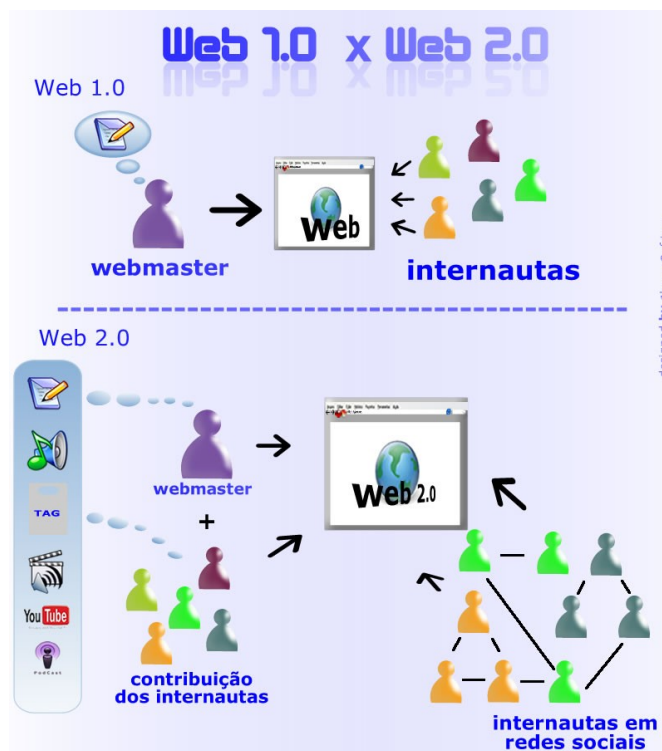 Web 1.0 x Web 2.0
Web 1.0
Web
webmaster
internautas
Web 2.0
webmaster
TAG
Web 2.0
+
YouTube
PodCast
contribuição
dos internautas
internautas em
redes sociais